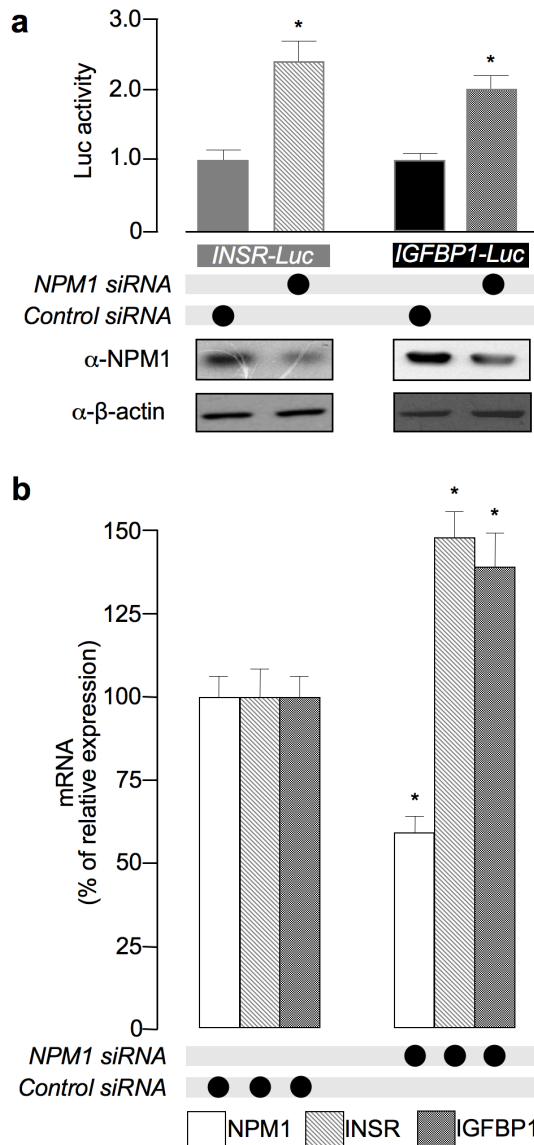 a
3.0
2.0
1.0
0
Luc activity
*
*
INSR-Luc
IGFBP1-Luc
NPM1 siRNA
Control siRNA
α-NPM1
α-β-actin
b
150
125
100
75
50
25
0
mRNA
(% of relative expression)
*
*
*
NPM1 siRNA
Control siRNA
NPM1 INSR IGFBP1